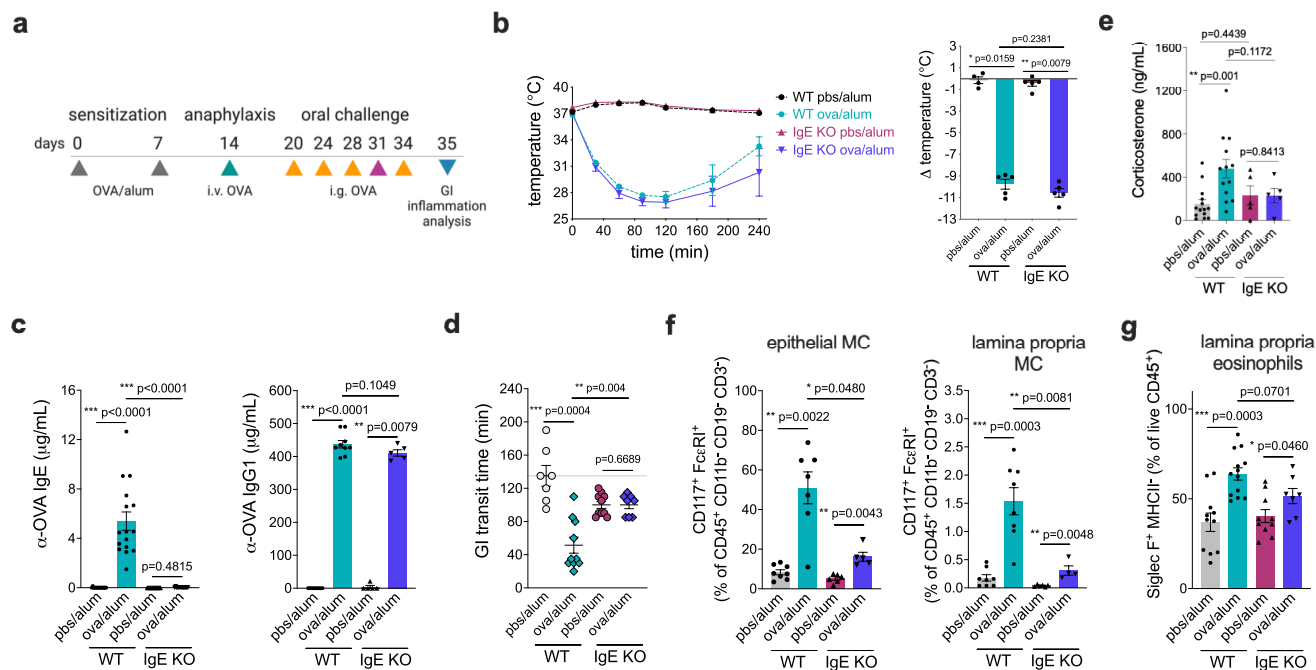 a
sensitization anaphylaxis oral challenge
days 0 7 14 20 24 28 31 34 35
OVA/alum i.v. OVA i.g. OVA GI
inflammation
analysis
b
temperature (°C)
37
34
31
28
25
0 40 80 120 160 200 240
time (min)
WT pbs/alum
WT ova/alum
IgE KO pbs/alum
IgE KO ova/alum
Δ temperature (°C)
3
1
-1
-3
-5
-7
-9
-11
-13
p=0.2381
* p=0.0159
** p=0.0079
pbs/alum
ova/alum
pbs/alum
ova/alum
WT IgE KO
e
Corticosterone (ng/mL)
1600
1200
800
400
0
p=0.4439
p=0.1172
** p=0.001
p=0.8413
pbs/alum
ova/alum
pbs/alum
ova/alum
WT IgE KO
c
α-OVA IgE (µg/mL)
16
12
8
4
0
*** p<0.0001
*** p<0.0001
p=0.4815
pbs/alum
ova/alum
pbs/alum
ova/alum
WT IgE KO
α-OVA IgG1 (µg/mL)
600
500
400
300
200
100
0
p=0.1049
*** p<0.0001
** p=0.0079
pbs/alum
ova/alum
pbs/alum
ova/alum
WT IgE KO
d
GI transit time (min)
240
200
160
120
80
40
0
** p=0.004
*** p=0.0004
p=0.6689
pbs/alum
ova/alum
pbs/alum
ova/alum
WT IgE KO
f
epithelial MC
CD117⁺ FcεRI⁺
(% of CD45⁺ CD11b⁻ CD19⁻ CD3⁻)
120
100
80
60
40
20
0
* p=0.0480
** p=0.0022
** p=0.0043
pbs/alum
ova/alum
pbs/alum
ova/alum
WT IgE KO
lamina propria
MC
CD117⁺ FcεRI⁺
(% of CD45⁺ CD11b⁻ CD19⁻ CD3⁻)
3.5
3.0
2.5
2.0
1.5
1.0
0.5
0.0
** p=0.0081
*** p=0.0003
** p=0.0048
pbs/alum
ova/alum
pbs/alum
ova/alum
WT IgE KO
g
lamina propria
eosinophils
Siglec F⁺ MHCII⁻ (% of live CD45⁺)
100
50
0
p=0.0701
*** p=0.0003
* p=0.0460
pbs/alum
ova/alum
pbs/alum
ova/alum
WT IgE KO